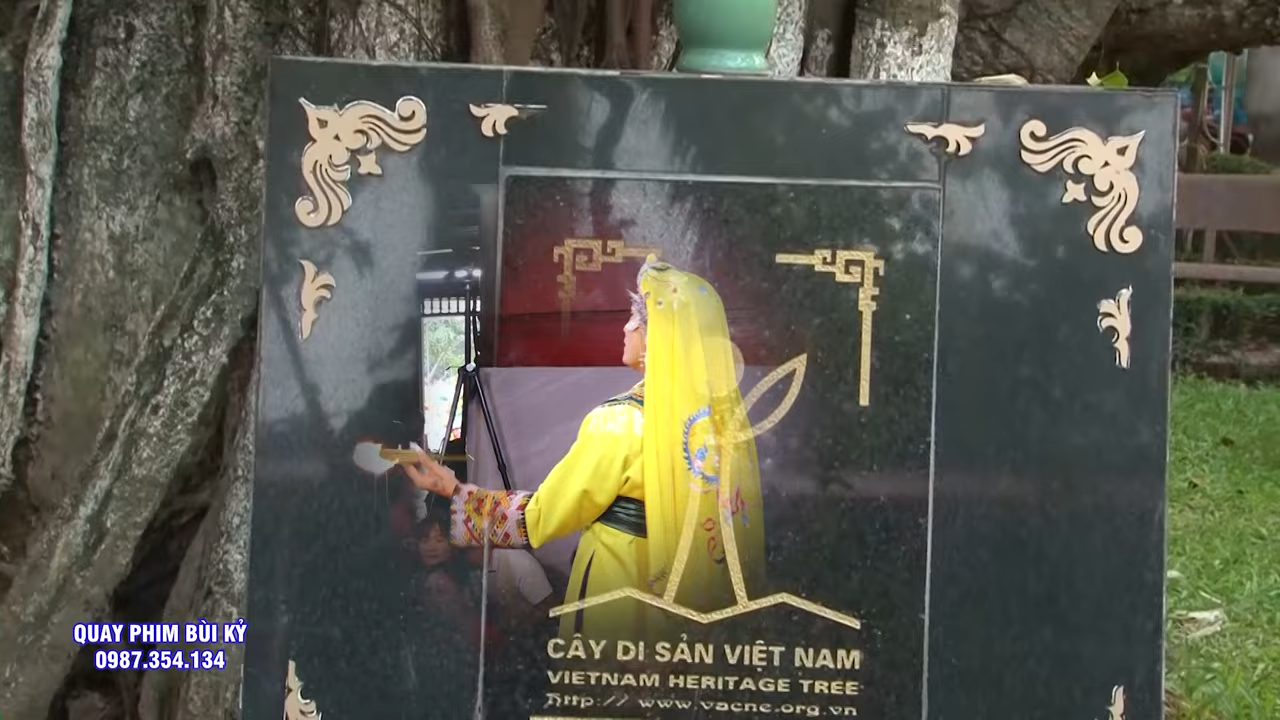 CÂY DI SẢN VIỆT NAM
VIETNAM HERITAGE TREE
http://www.vacne.org.vn
QUAY PHIM BÙI KỶ
0987.354.134